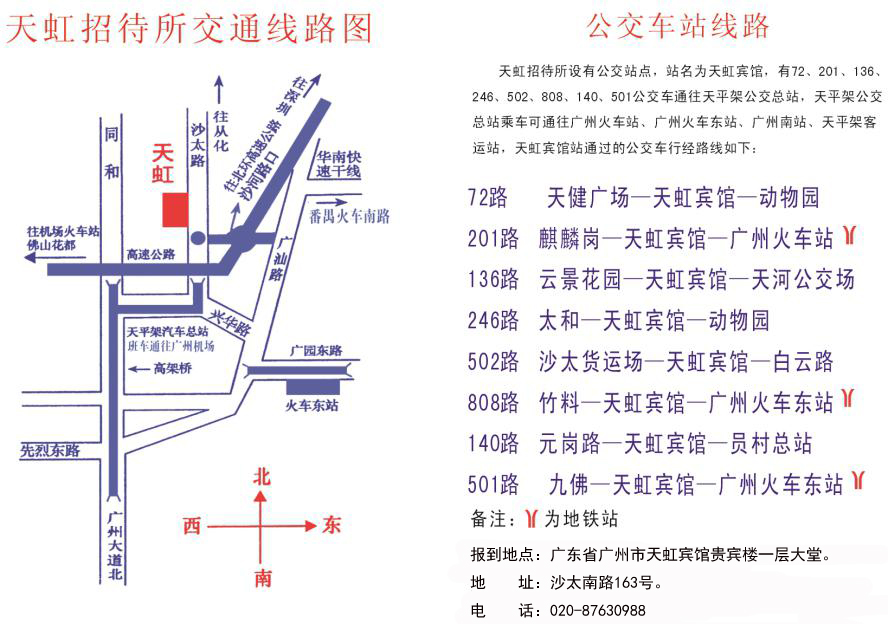 天虹招待所交通线路图
往从化
往深圳
同和
沙太路
天虹
往北环高速公路
沙河路口
华南快
速干线
番禺火车南路
往机场火车站
佛山花都
高速公路
广汕路
兴华路
天平架汽车总站
班车通往广州机场
高架桥
广园东路
火车东站
先烈东路
广州大道北
北
西
东
南
公交车站线路
天虹招待所设有公交站点，站名为天虹宾馆，有72、201、136、
246、502、808、140、501公交车通往天平架公交总站，天平架公交
总站乘车可通往广州火车站、广州火车东站、广州南站、天平架客
运站，天虹宾馆站通过的公交车行经路线如下：
72路 天健广场—天虹宾馆—动物园
201路 麒麟岗—天虹宾馆—广州火车站
136路 云景花园—天虹宾馆—天河公交场
246路 太和—天虹宾馆—动物园
502路 沙太货运场—天虹宾馆—白云路
808路 竹料—天虹宾馆—广州火车东站
140路 元岗路—天虹宾馆—员村总站
501路 九佛—天虹宾馆—广州火车东站
备注：为地铁站
报到地点：广东省广州市天虹宾馆贵宾楼一层大堂。
地 址：沙太南路163号。
电 话：020-87630988